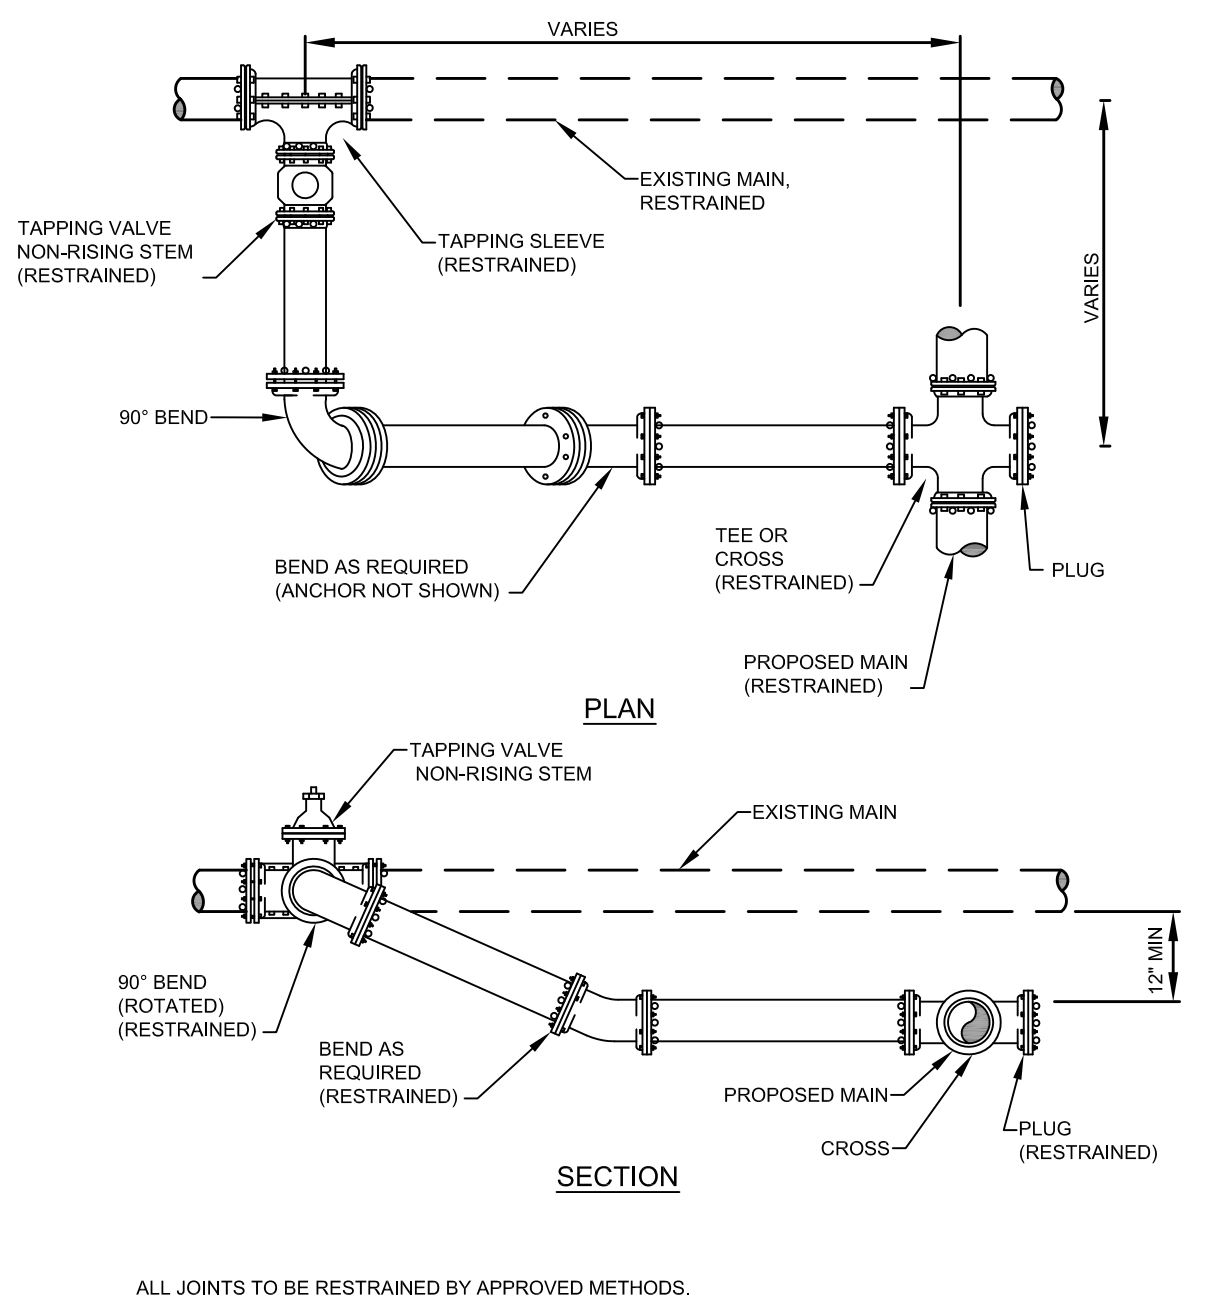 VARIES
EXISTING MAIN,
RESTRAINED
TAPPING VALVE
NON-RISING STEM
(RESTRAINED)
TAPPING SLEEVE
(RESTRAINED)
VARIES
90° BEND
BEND AS REQUIRED
(ANCHOR NOT SHOWN)
TEE OR
CROSS
(RESTRAINED)
PLUG
PROPOSED MAIN
(RESTRAINED)
PLAN
TAPPING VALVE
NON-RISING STEM
EXISTING MAIN
12" MIN
90° BEND
(ROTATED)
(RESTRAINED)
BEND AS
REQUIRED
(RESTRAINED)
PROPOSED MAIN
CROSS
PLUG
(RESTRAINED)
SECTION
ALL JOINTS TO BE RESTRAINED BY APPROVED METHODS.